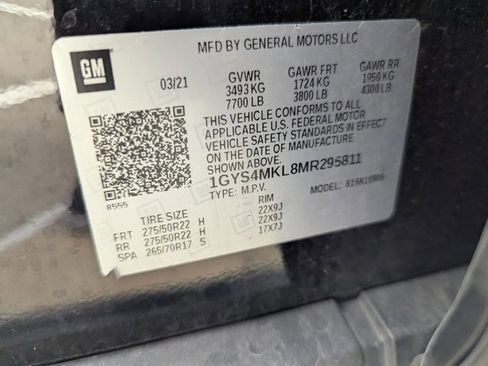 MFD BY GENERAL MOTORS LLC
GM
03/21 GVWR GAWR FRT GAWR RR
3493 KG 1724 KG 1950 KG
7700 LB 3800 LB 4300 LB
THIS VEHICLE CONFORMS TO ALL
APPLICABLE U.S. FEDERAL MOTOR
VEHICLE SAFETY STANDARDS IN EFFECT
ON THE DATE OF MANUFACTURE
SHOWN ABOVE.
1GYS4MKL8MR295811
TYPE: M.P.V. MODEL:
8555
TIRE SIZE RIM
FRT 275/50R22 H 22X9J
RR 275/50R22 H 22X9J
SPA 265/70R17 S 17X7J